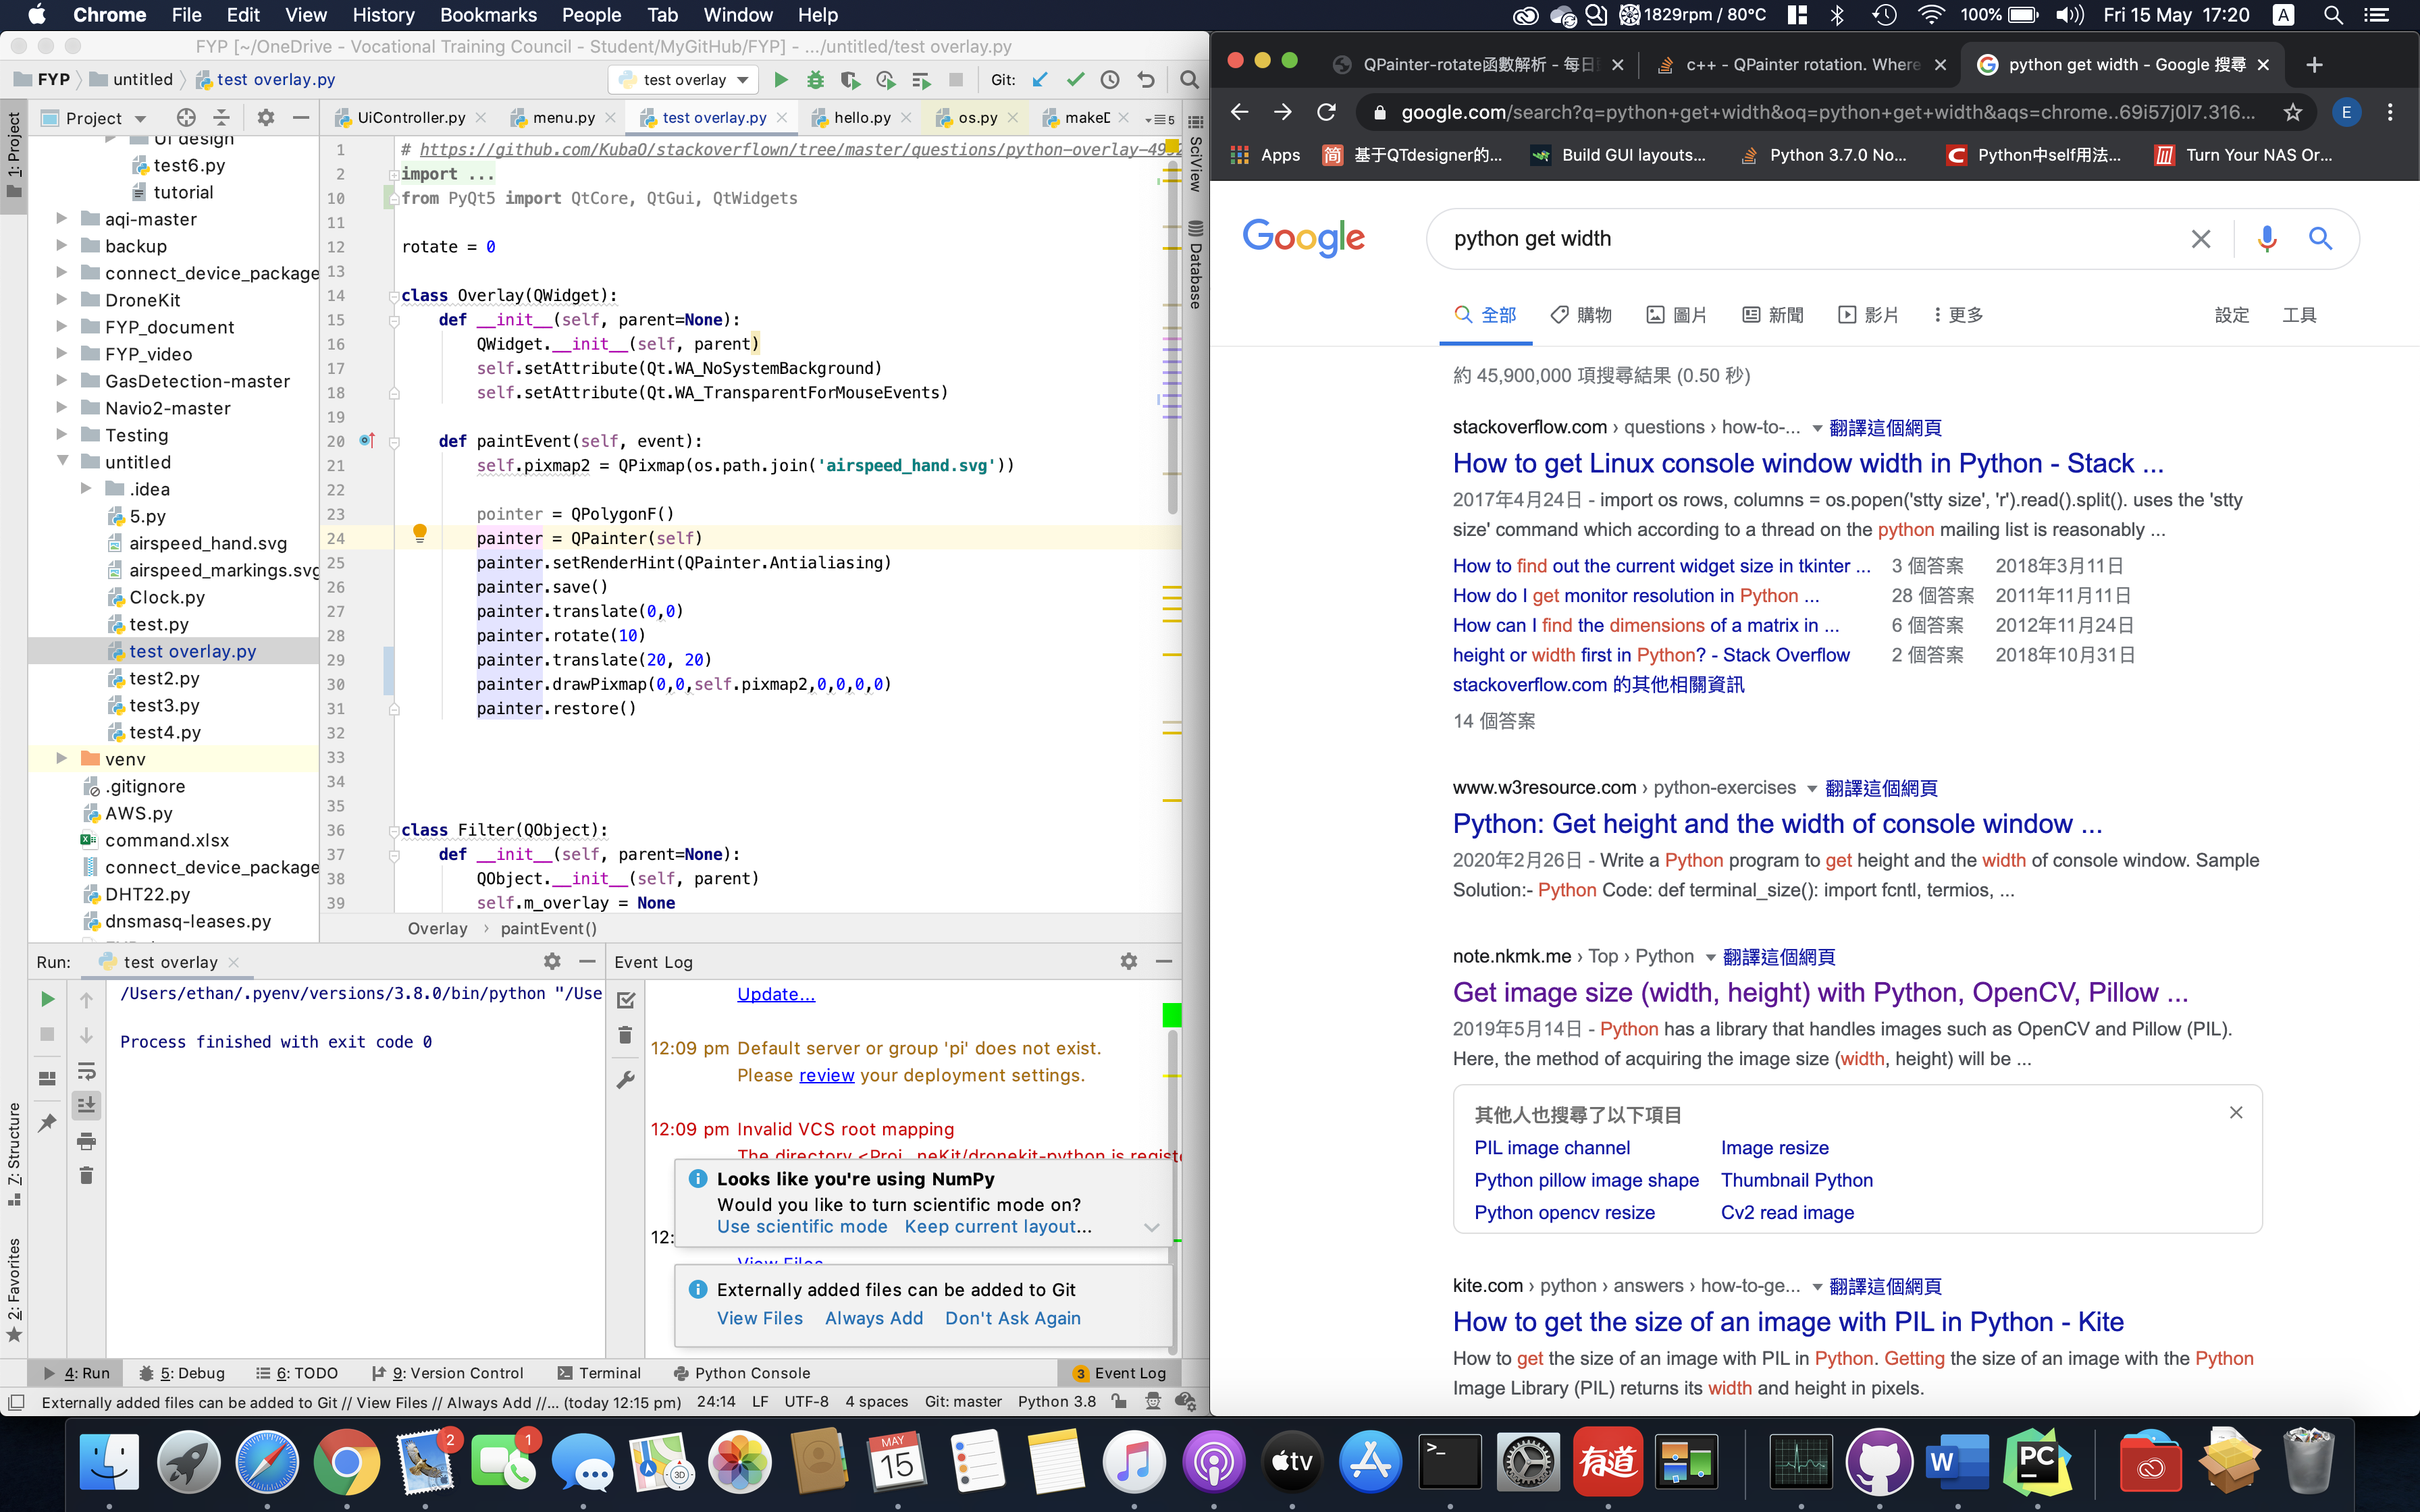 Chrome File Edit View History Bookmarks People Tab Window Help
1829rpm / 80°C 100% Fri 15 May 17:20 A
FYP [~/OneDrive - Vocational Training Council - Student/MyGitHub/FYP] - .../untitled/test overlay.py
FYP untitled test overlay.py
test overlay Git:
Project
1: Project
UI design
test6.py
tutorial
aqi-master
backup
connect_device_package
DroneKit
FYP_document
FYP_video
GasDetection-master
Navio2-master
Testing
untitled
.idea
5.py
airspeed_hand.svg
airspeed_markings.svg
Clock.py
test.py
test overlay.py
test2.py
test3.py
test4.py
venv
.gitignore
AWS.py
command.xlsx
connect_device_package
DHT22.py
dnsmasq-leases.py
7: Structure
2: Favorites
UiController.py menu.py test overlay.py hello.py os.py makeD 5
SciView
Database
1 # https://github.com/KubaO/stackoverflown/tree/master/questions/python-overlay-4982
2 import ...
10 from PyQt5 import QtCore, QtGui, QtWidgets
11
12 rotate = 0
13
14 class Overlay(QWidget):
15 def __init__(self, parent=None):
16 QWidget.__init__(self, parent)
17 self.setAttribute(Qt.WA_NoSystemBackground)
18 self.setAttribute(Qt.WA_TransparentForMouseEvents)
19
20 def paintEvent(self, event):
21 self.pixmap2 = QPixmap(os.path.join('airspeed_hand.svg'))
22
23 pointer = QPolygonF()
24 painter = QPainter(self)
25 painter.setRenderHint(QPainter.Antialiasing)
26 painter.save()
27 painter.translate(0,0)
28 painter.rotate(10)
29 painter.translate(20, 20)
30 painter.drawPixmap(0,0,self.pixmap2,0,0,0,0)
31 painter.restore()
32
33
34
35
36 class Filter(QObject):
37 def __init__(self, parent=None):
38 QObject.__init__(self, parent)
39 self.m_overlay = None
Overlay › paintEvent()
Run: test overlay
/Users/ethan/.pyenv/versions/3.8.0/bin/python "/Use
Process finished with exit code 0
Event Log
Update...
12:09 pm Default server or group 'pi' does not exist.
Please review your deployment settings.
12:09 pm Invalid VCS root mapping
The directory <Proj...neKit/dronekit-python is registe
12:
View Files
Looks like you're using NumPy
Would you like to turn scientific mode on?
Use scientific mode Keep current layout...
Externally added files can be added to Git
View Files Always Add Don't Ask Again
4: Run 5: Debug 6: TODO 9: Version Control Terminal Python Console 3 Event Log
Externally added files can be added to Git // View Files // Always Add //... (today 12:15 pm) 24:14 LF UTF-8 4 spaces Git: master Python 3.8
QPainter-rotate函數解析 - 每日 c++ - QPainter rotation. Where python get width - Google 搜尋
google.com/search?q=python+get+width&oq=python+get+width&aqs=chrome..69i57j0l7.316... E
Apps 简 基于QTdesigner的... Build GUI layouts... Python 3.7.0 No... Python中self用法... Turn Your NAS Or...
Google python get width
全部 購物 圖片 新聞 影片 更多 設定 工具
約 45,900,000 項搜尋結果 (0.50 秒)
stackoverflow.com › questions › how-to-... 翻譯這個網頁
How to get Linux console window width in Python - Stack ...
2017年4月24日 - import os rows, columns = os.popen('stty size', 'r').read().split(). uses the 'stty
size' command which according to a thread on the python mailing list is reasonably ...
How to find out the current widget size in tkinter ... 3 個答案 2018年3月11日
How do I get monitor resolution in Python ... 28 個答案 2011年11月11日
How can I find the dimensions of a matrix in ... 6 個答案 2012年11月24日
height or width first in Python? - Stack Overflow 2 個答案 2018年10月31日
stackoverflow.com 的其他相關資訊
14 個答案
www.w3resource.com › python-exercises 翻譯這個網頁
Python: Get height and the width of console window ...
2020年2月26日 - Write a Python program to get height and the width of console window. Sample
Solution:- Python Code: def terminal_size(): import fcntl, termios, ...
note.nkmk.me › Top › Python 翻譯這個網頁
Get image size (width, height) with Python, OpenCV, Pillow ...
2019年5月14日 - Python has a library that handles images such as OpenCV and Pillow (PIL).
Here, the method of acquiring the image size (width, height) will be ...
其他人也搜尋了以下項目
PIL image channel Image resize
Python pillow image shape Thumbnail Python
Python opencv resize Cv2 read image
kite.com › python › answers › how-to-ge... 翻譯這個網頁
How to get the size of an image with PIL in Python - Kite
How to get the size of an image with PIL in Python. Getting the size of an image with the Python
Image Library (PIL) returns its width and height in pixels.
2 1 3D MAY 15 tv >_ 有道 W PC